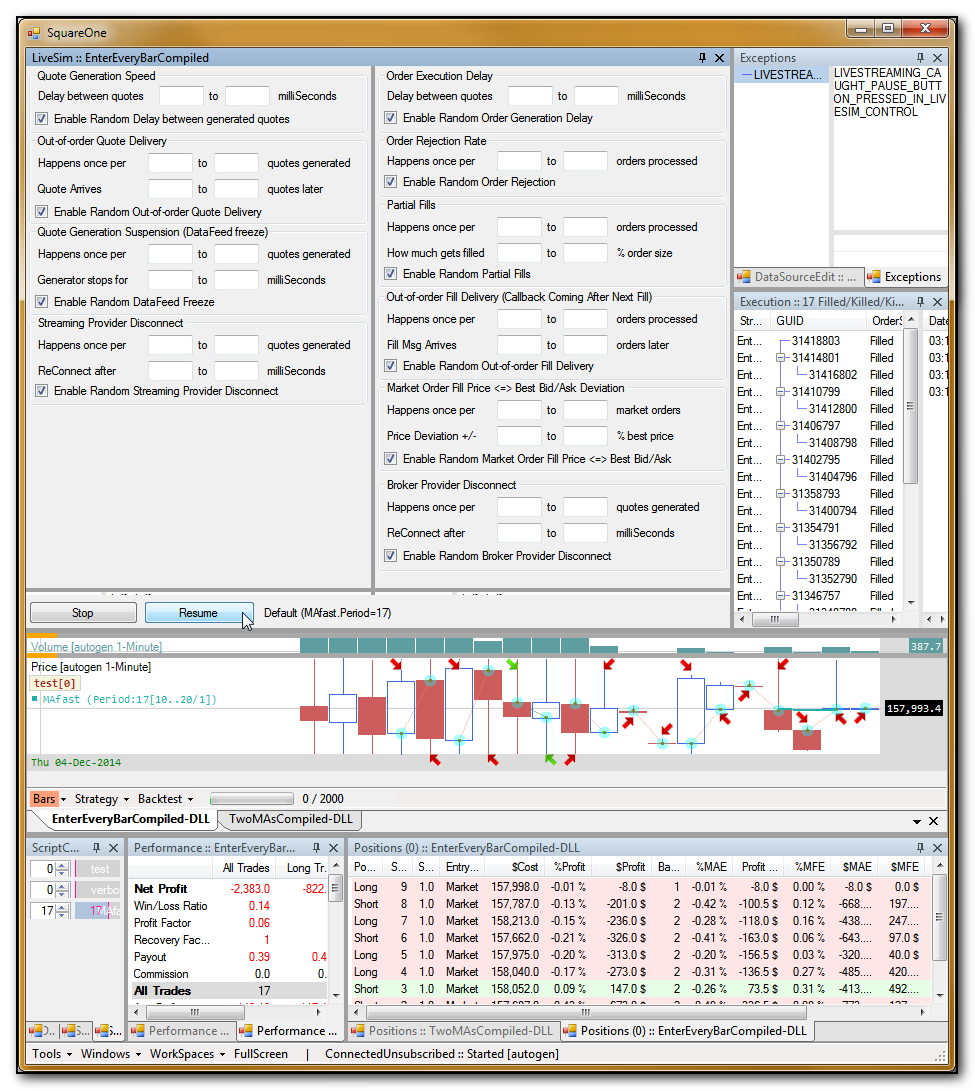 SquareOne
LiveSim :: EnterEveryBarCompiled
Quote Generation Speed
Delay between quotes to milliSeconds
Enable Random Delay between generated quotes
Out-of-order Quote Delivery
Happens once per to quotes generated
Quote Arrives to quotes later
Enable Random Out-of-order Quote Delivery
Quote Generation Suspension (DataFeed freeze)
Happens once per to quotes generated
Generator stops for to milliSeconds
Enable Random DataFeed Freeze
Streaming Provider Disconnect
Happens once per to quotes generated
ReConnect after to milliSeconds
Enable Random Streaming Provider Disconnect
Order Execution Delay
Delay between quotes to milliSeconds
Enable Random Order Generation Delay
Order Rejection Rate
Happens once per to orders processed
Enable Random Order Rejection
Partial Fills
Happens once per to orders processed
How much gets filled to % order size
Enable Random Partial Fills
Out-of-order Fill Delivery (Callback Coming After Next Fill)
Happens once per to orders processed
Fill Msg Arrives to orders later
Enable Random Out-of-order Fill Delivery
Market Order Fill Price <=> Best Bid/Ask Deviation
Happens once per to market orders
Price Deviation +/- to % best price
Enable Random Market Order Fill Price <=> Best Bid/Ask
Broker Provider Disconnect
Happens once per to quotes generated
ReConnect after to milliSeconds
Enable Random Broker Provider Disconnect
Stop Resume Default (MAfast.Period=17)
Exceptions
LIVESTREA...
LIVESTREAMING_CA
UGHT_PAUSE_BUTT
ON_PRESSED_IN_LIV
ESIM_CONTROL
DataSourceEdit :: ... Exceptions
Execution :: 17 Filled/Killed/Ki...
Str... GUID OrderS Date
Ent... 31418803 Filled 03:1
Ent... 31414801 Filled 03:1
Ent... 31416802 Filled 03:1
Ent... 31410799 Filled 03:1
Ent... 31412800 Filled
Ent... 31406797 Filled
Ent... 31408798 Filled
Ent... 31402795 Filled
Ent... 31404796 Filled
Ent... 31358793 Filled
Ent... 31400794 Filled
Ent... 31354791 Filled
Ent... 31356792 Filled
Ent... 31350789 Filled
Ent... 31352790 Filled
Ent... 31346757 Filled
Volume [autogen 1-Minute] 387.7
Price [autogen 1-Minute]
test[0]
MAfast (Period:17[10..20/1])
157,993.4
Thu 04-Dec-2014
Bars Strategy Backtest 0 / 2000
EnterEveryBarCompiled-DLL TwoMAsCompiled-DLL
ScriptC...
0 test
0 verbo
17 17 MAfa
Performance :: EnterEveryBar...
All Trades Long Tr.
Net Profit -2,383.0 -822.
Win/Loss Ratio 0.14
Profit Factor 0.06
Recovery Fac... 1
Payout 0.39 0.4
Commission 0.0 0.
All Trades 17
Performance ... Performance ...
Positions (0) :: EnterEveryBarCompiled-DLL
Po... S... S... Entry... $Cost %Profit $Profit Ba... %MAE Profit ... %MFE $MAE $MFE
Long 9 1.0 Market 157,998.0 -0.01 % -8.0 $ 1 -0.01 % -8.0 $ 0.00 % -8.0 $ 0.0 $
Short 8 1.0 Market 157,787.0 -0.13 % -201.0 $ 2 -0.42 % -100.5 $ 0.12 % -668.... 197....
Long 7 1.0 Market 158,213.0 -0.15 % -236.0 $ 2 -0.28 % -118.0 $ 0.16 % -438.... 247....
Short 6 1.0 Market 157,662.0 -0.21 % -326.0 $ 2 -0.41 % -163.0 $ 0.06 % -643.... 97.0 $
Long 5 1.0 Market 157,975.0 -0.20 % -313.0 $ 2 -0.20 % -156.5 $ 0.03 % -320.... 40.0 $
Long 4 1.0 Market 158,040.0 -0.17 % -273.0 $ 2 -0.31 % -136.5 $ 0.27 % -485.... 420....
Short 3 1.0 Market 158,052.0 0.09 % 147.0 $ 2 -0.26 % 73.5 $ 0.31 % -413.... 492....
Positions :: TwoMAsCompiled-DLL Positions (0) :: EnterEveryBarCompiled-DLL
Tools Windows WorkSpaces FullScreen | ConnectedUnsubscribed :: Started [autogen]